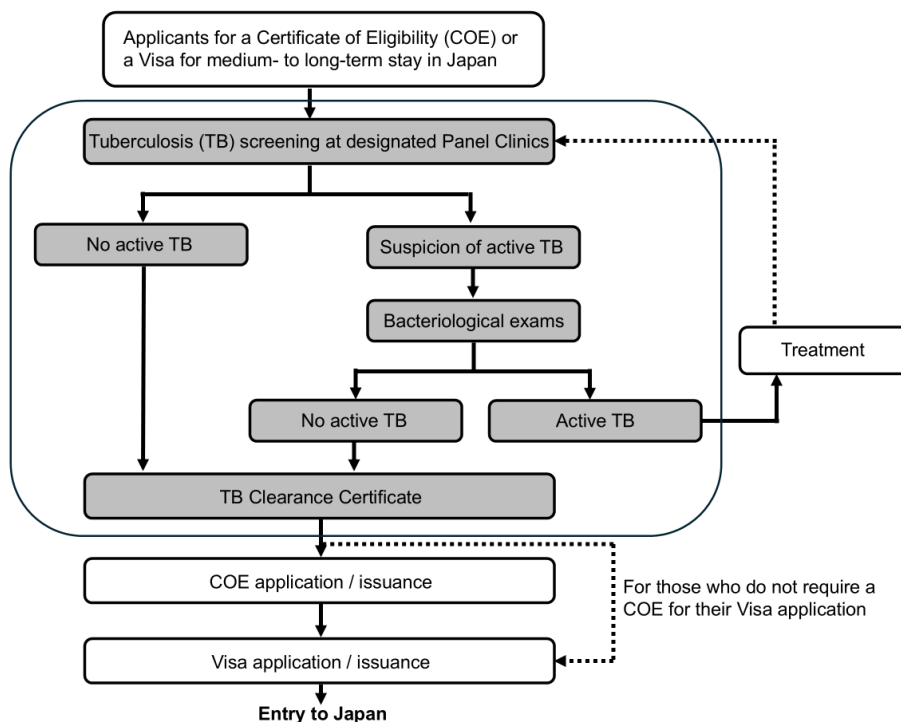 Applicants for a Certificate of Eligibility (COE) or
a Visa for medium- to long-term stay in Japan
Tuberculosis (TB) screening at designated Panel Clinics
No active TB
Suspicion of active TB
Bacteriological exams
Treatment
No active TB
Active TB
TB Clearance Certificate
COE application / issuance
For those who do not require a
COE for their Visa application
Visa application / issuance
Entry to Japan